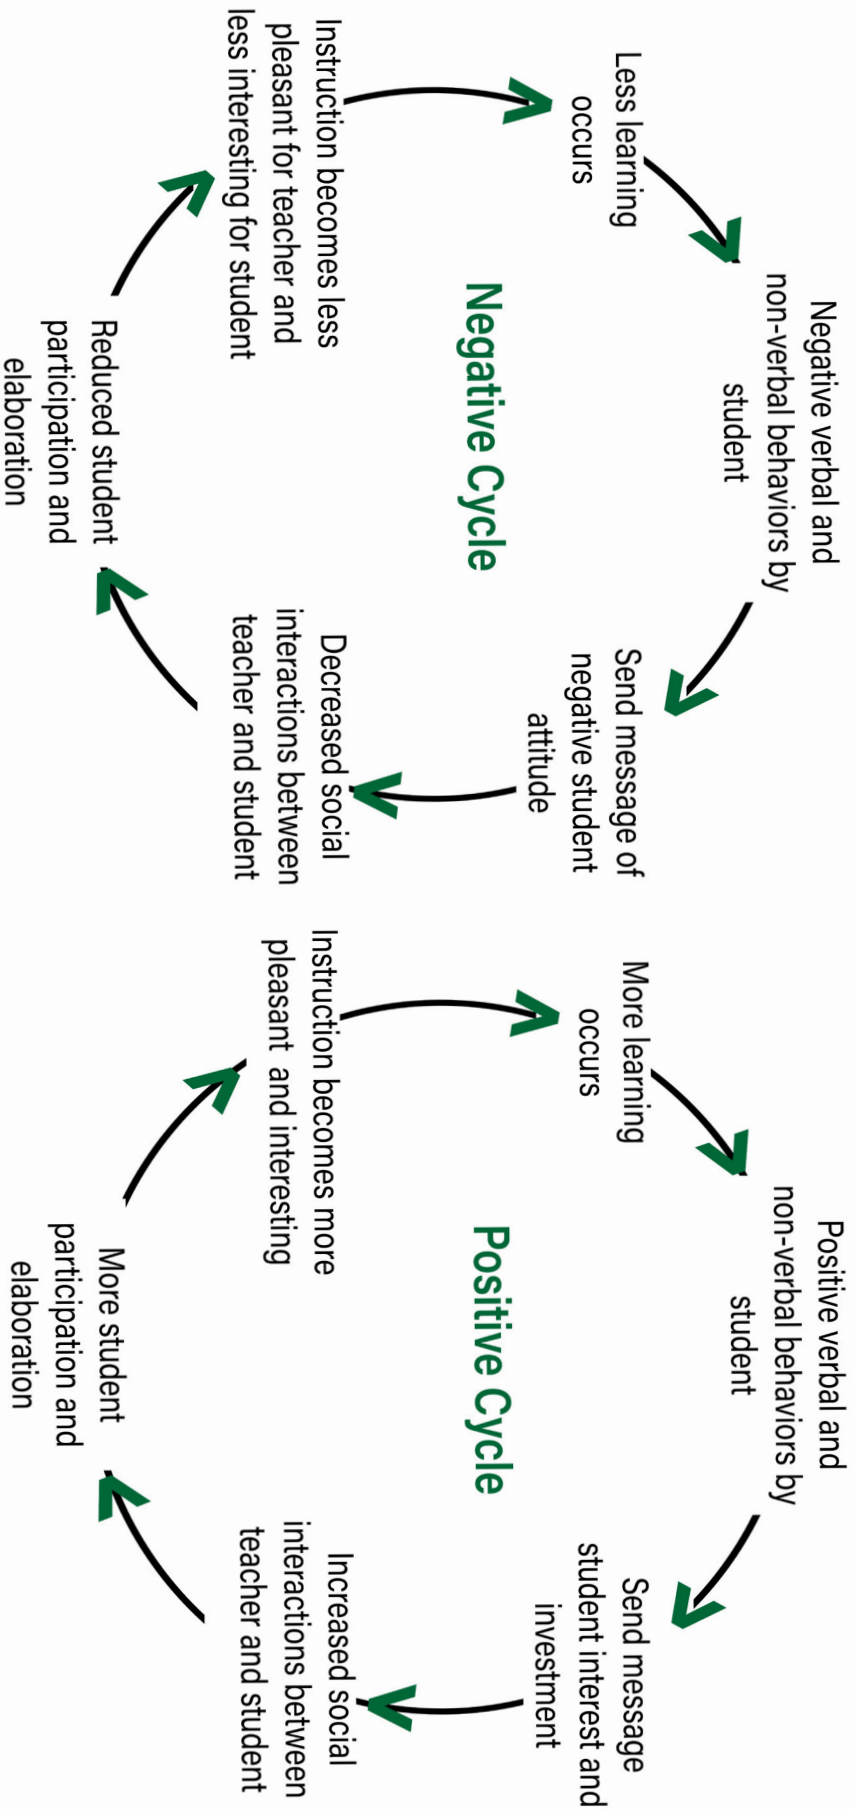 Negative verbal and
non-verbal behaviors by
student
Send message of
negative student
attitude
Decreased social
interactions between
teacher and student
Reduced student
participation and
elaboration
Instruction becomes less
pleasant for teacher and
less interesting for student
Less learning
occurs
Negative Cycle
Positive verbal and
non-verbal behaviors by
student
Send message
student interest and
investment
Increased social
interactions between
teacher and student
More student
participation and
elaboration
Instruction becomes more
pleasant and interesting
More learning
occurs
Positive Cycle